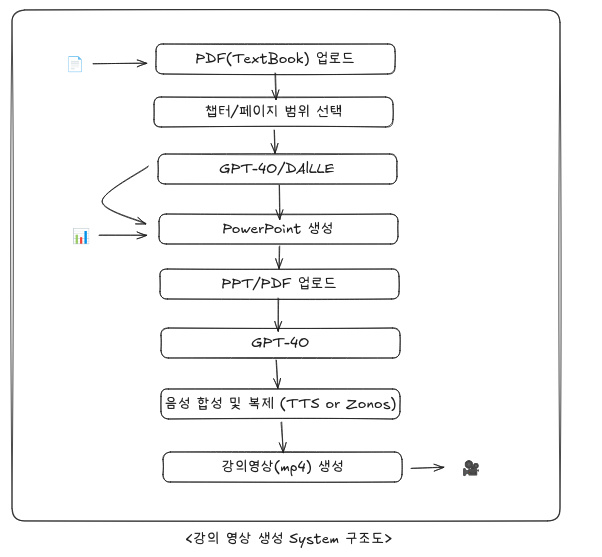 PDF(TextBook) 업로드
챕터/페이지 범위 선택
GPT-4O/DAlLLE
PowerPoint 생성
PPT/PDF 업로드
GPT-4O
음성 합성 및 복제 (TTS or Zonos)
강의영상(mp4) 생성
<강의 영상 생성 System 구조도>